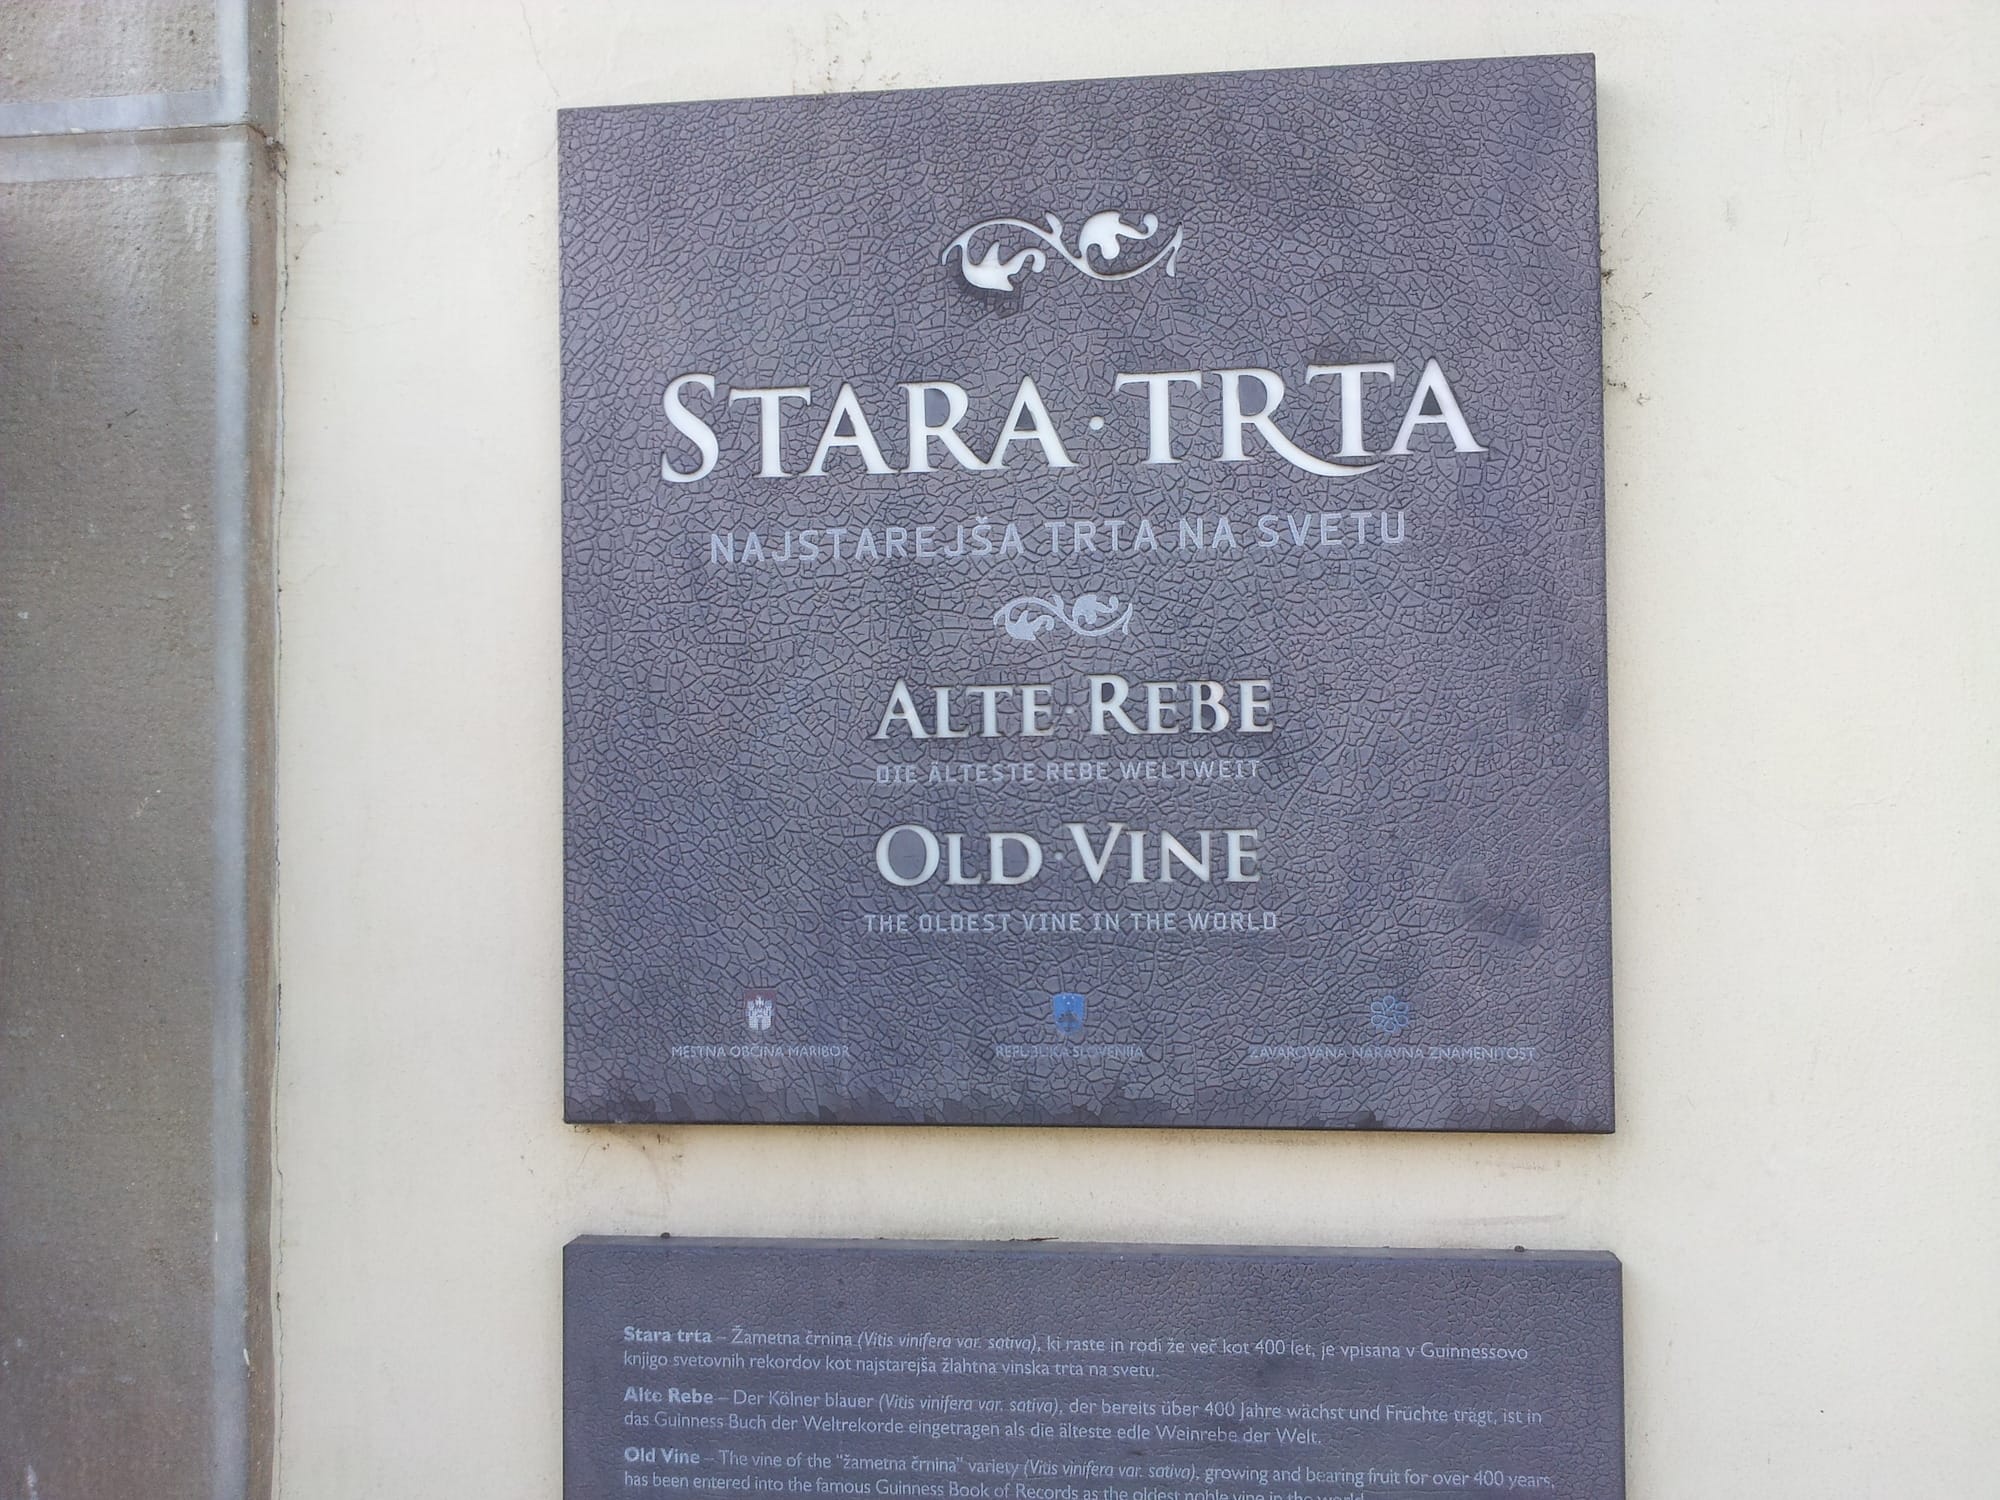 STARA · TRTA
NAJSTAREJŠA TRTA NA SVETU
ALTE · REBE
DIE ÄLTESTE REBE WELTWEIT
OLD · VINE
THE OLDEST VINE IN THE WORLD
MESTNA OBČINA MARIBOR
REPUBLIKA SLOVENIJA
ZAVAROVANA NARAVNA ZNAMENITOST
Stara trta – Žametna črnina (Vitis vinifera var. sativa), ki raste in rodi že več kot 400 let, je vpisana v Guinnessovo
knjigo svetovnih rekordov kot najstarejša žlahtna vinska trta na svetu.
Alte Rebe – Der Kölner blauer (Vitis vinifera var. sativa), der bereits über 400 Jahre wächst und Früchte trägt, ist in
das Guinness Buch der Weltrekorde eingetragen als die älteste edle Weinrebe der Welt.
Old Vine – The vine of the "žametna črnina" variety (Vitis vinifera var. sativa), growing and bearing fruit for over 400 years,
has been entered into the famous Guinness Book of Records as the oldest noble vine in the world.